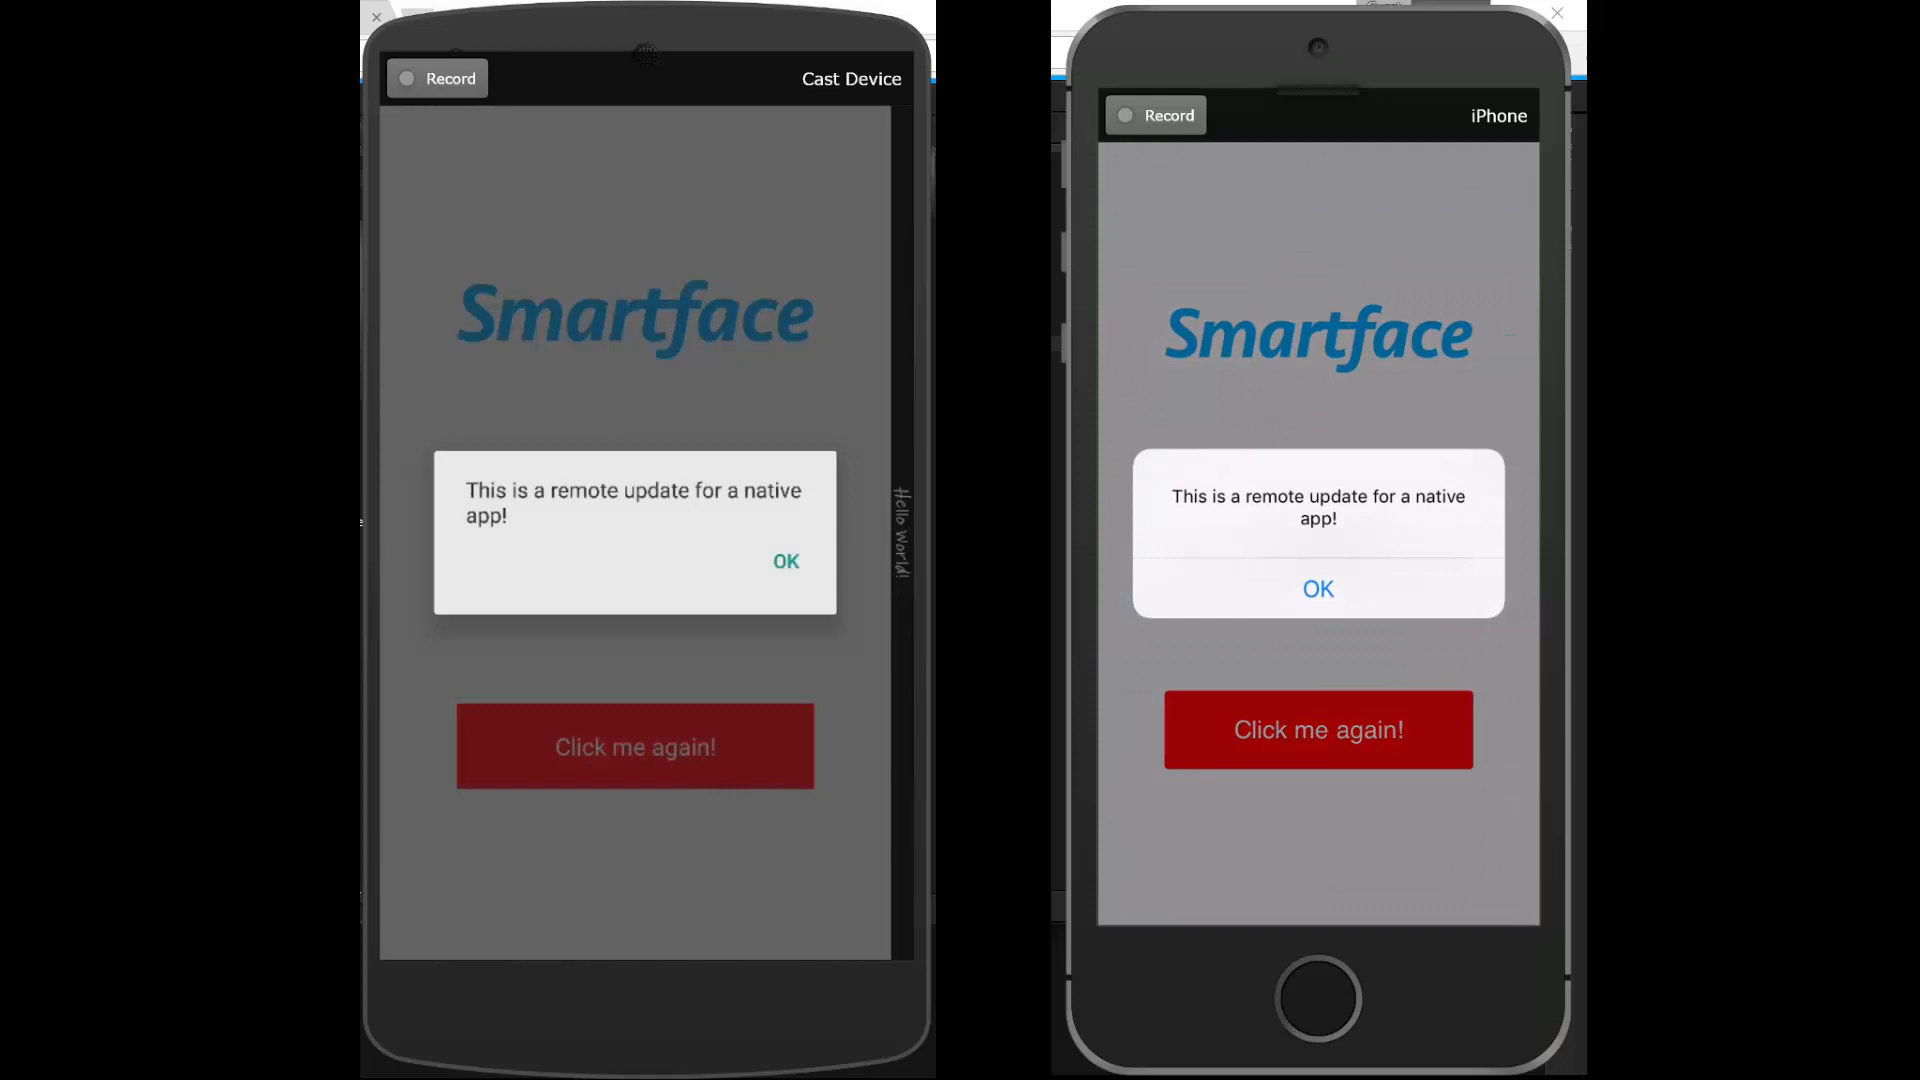 Record
Cast Device
Smartface
This is a remote update for a native
app!
OK
Hello World!
Click me again!
Record
iPhone
Smartface
This is a remote update for a native
app!
OK
Click me again!